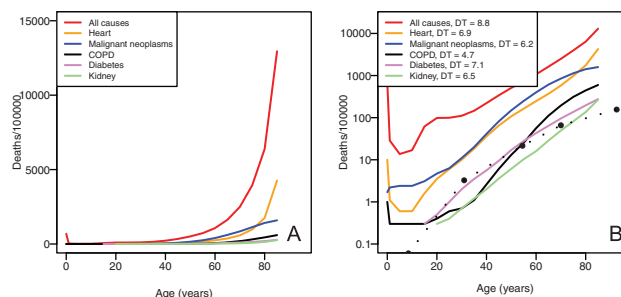 All causes
Heart
Malignant neoplasms
COPD
Diabetes
Kidney
Deaths/100000
15000
10000
5000
0
0 20 40 60 80
Age (years)
A
All causes, DT = 8.8
Heart, DT = 6.9
Malignant neoplasms, DT = 6.2
COPD, DT = 4.7
Diabetes, DT = 7.1
Kidney, DT = 6.5
Deaths/100000
10000
1000
100
10
1
0.1
0 20 40 60 80
Age (years)
B